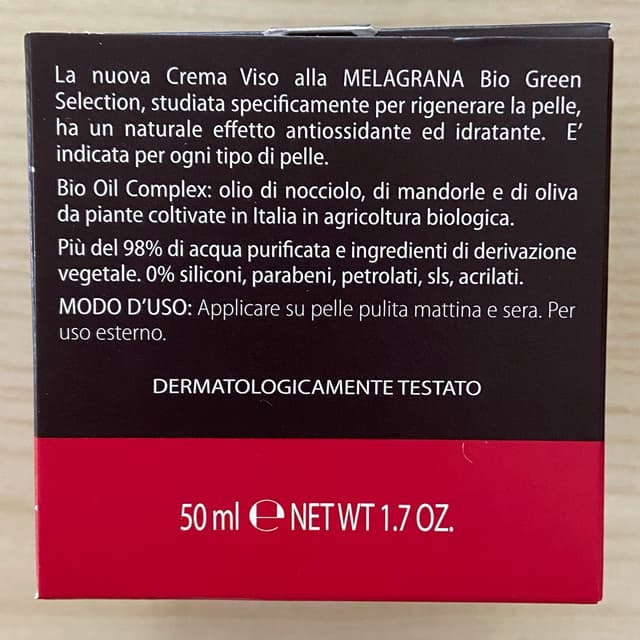 La nuova Crema Viso alla MELAGRANA Bio Green
Selection, studiata specificamente per rigenerare la pelle,
ha un naturale effetto antiossidante ed idratante. E’
indicata per ogni tipo di pelle.
Bio Oil Complex: olio di nocciolo, di mandorle e di oliva
da piante coltivate in Italia in agricoltura biologica.
Più del 98% di acqua purificata e ingredienti di derivazione
vegetale. 0% siliconi, parabeni, petrolati, sls, acrilati.
MODO D’USO: Applicare su pelle pulita mattina e sera. Per
uso esterno.
DERMATOLOGICAMENTE TESTATO
50 ml ℮ NET WT 1.7 OZ.